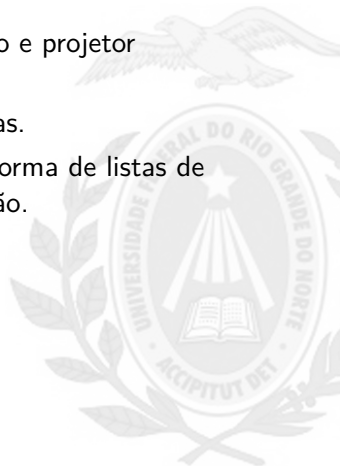 o e projetor
as.
orma de listas de
ão.
UNIVERSIDADE FEDERAL DO RIO GRANDE DO NORTE
ACCIPITUT DET